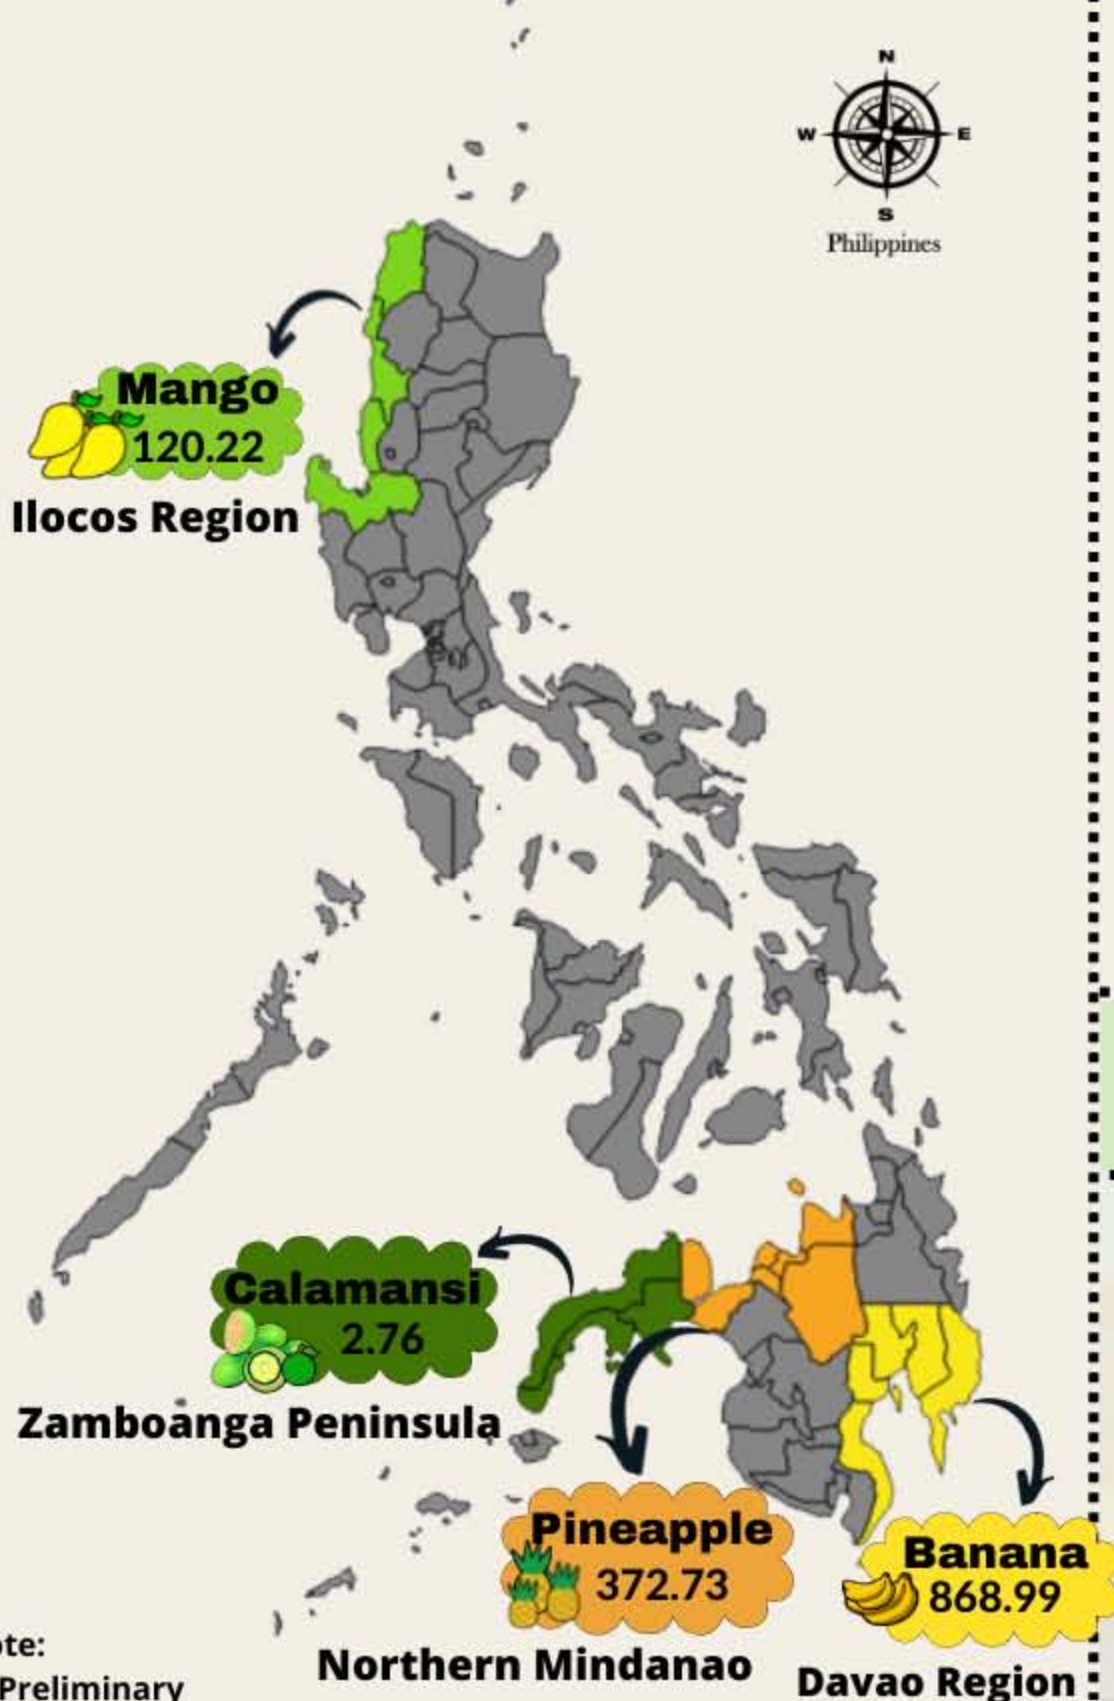 N
W E
S
Philippines
Mango
120.22
Ilocos Region
Calamansi
2.76
Zamboanga Peninsula
Pineapple
372.73
Northern Mindanao
Banana
868.99
Davao Region
ote:
Preliminary